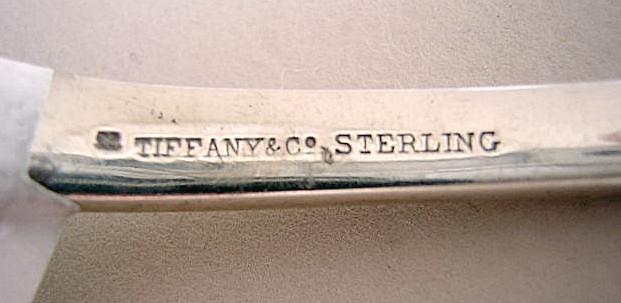 TIFFANY & Co. STERLING